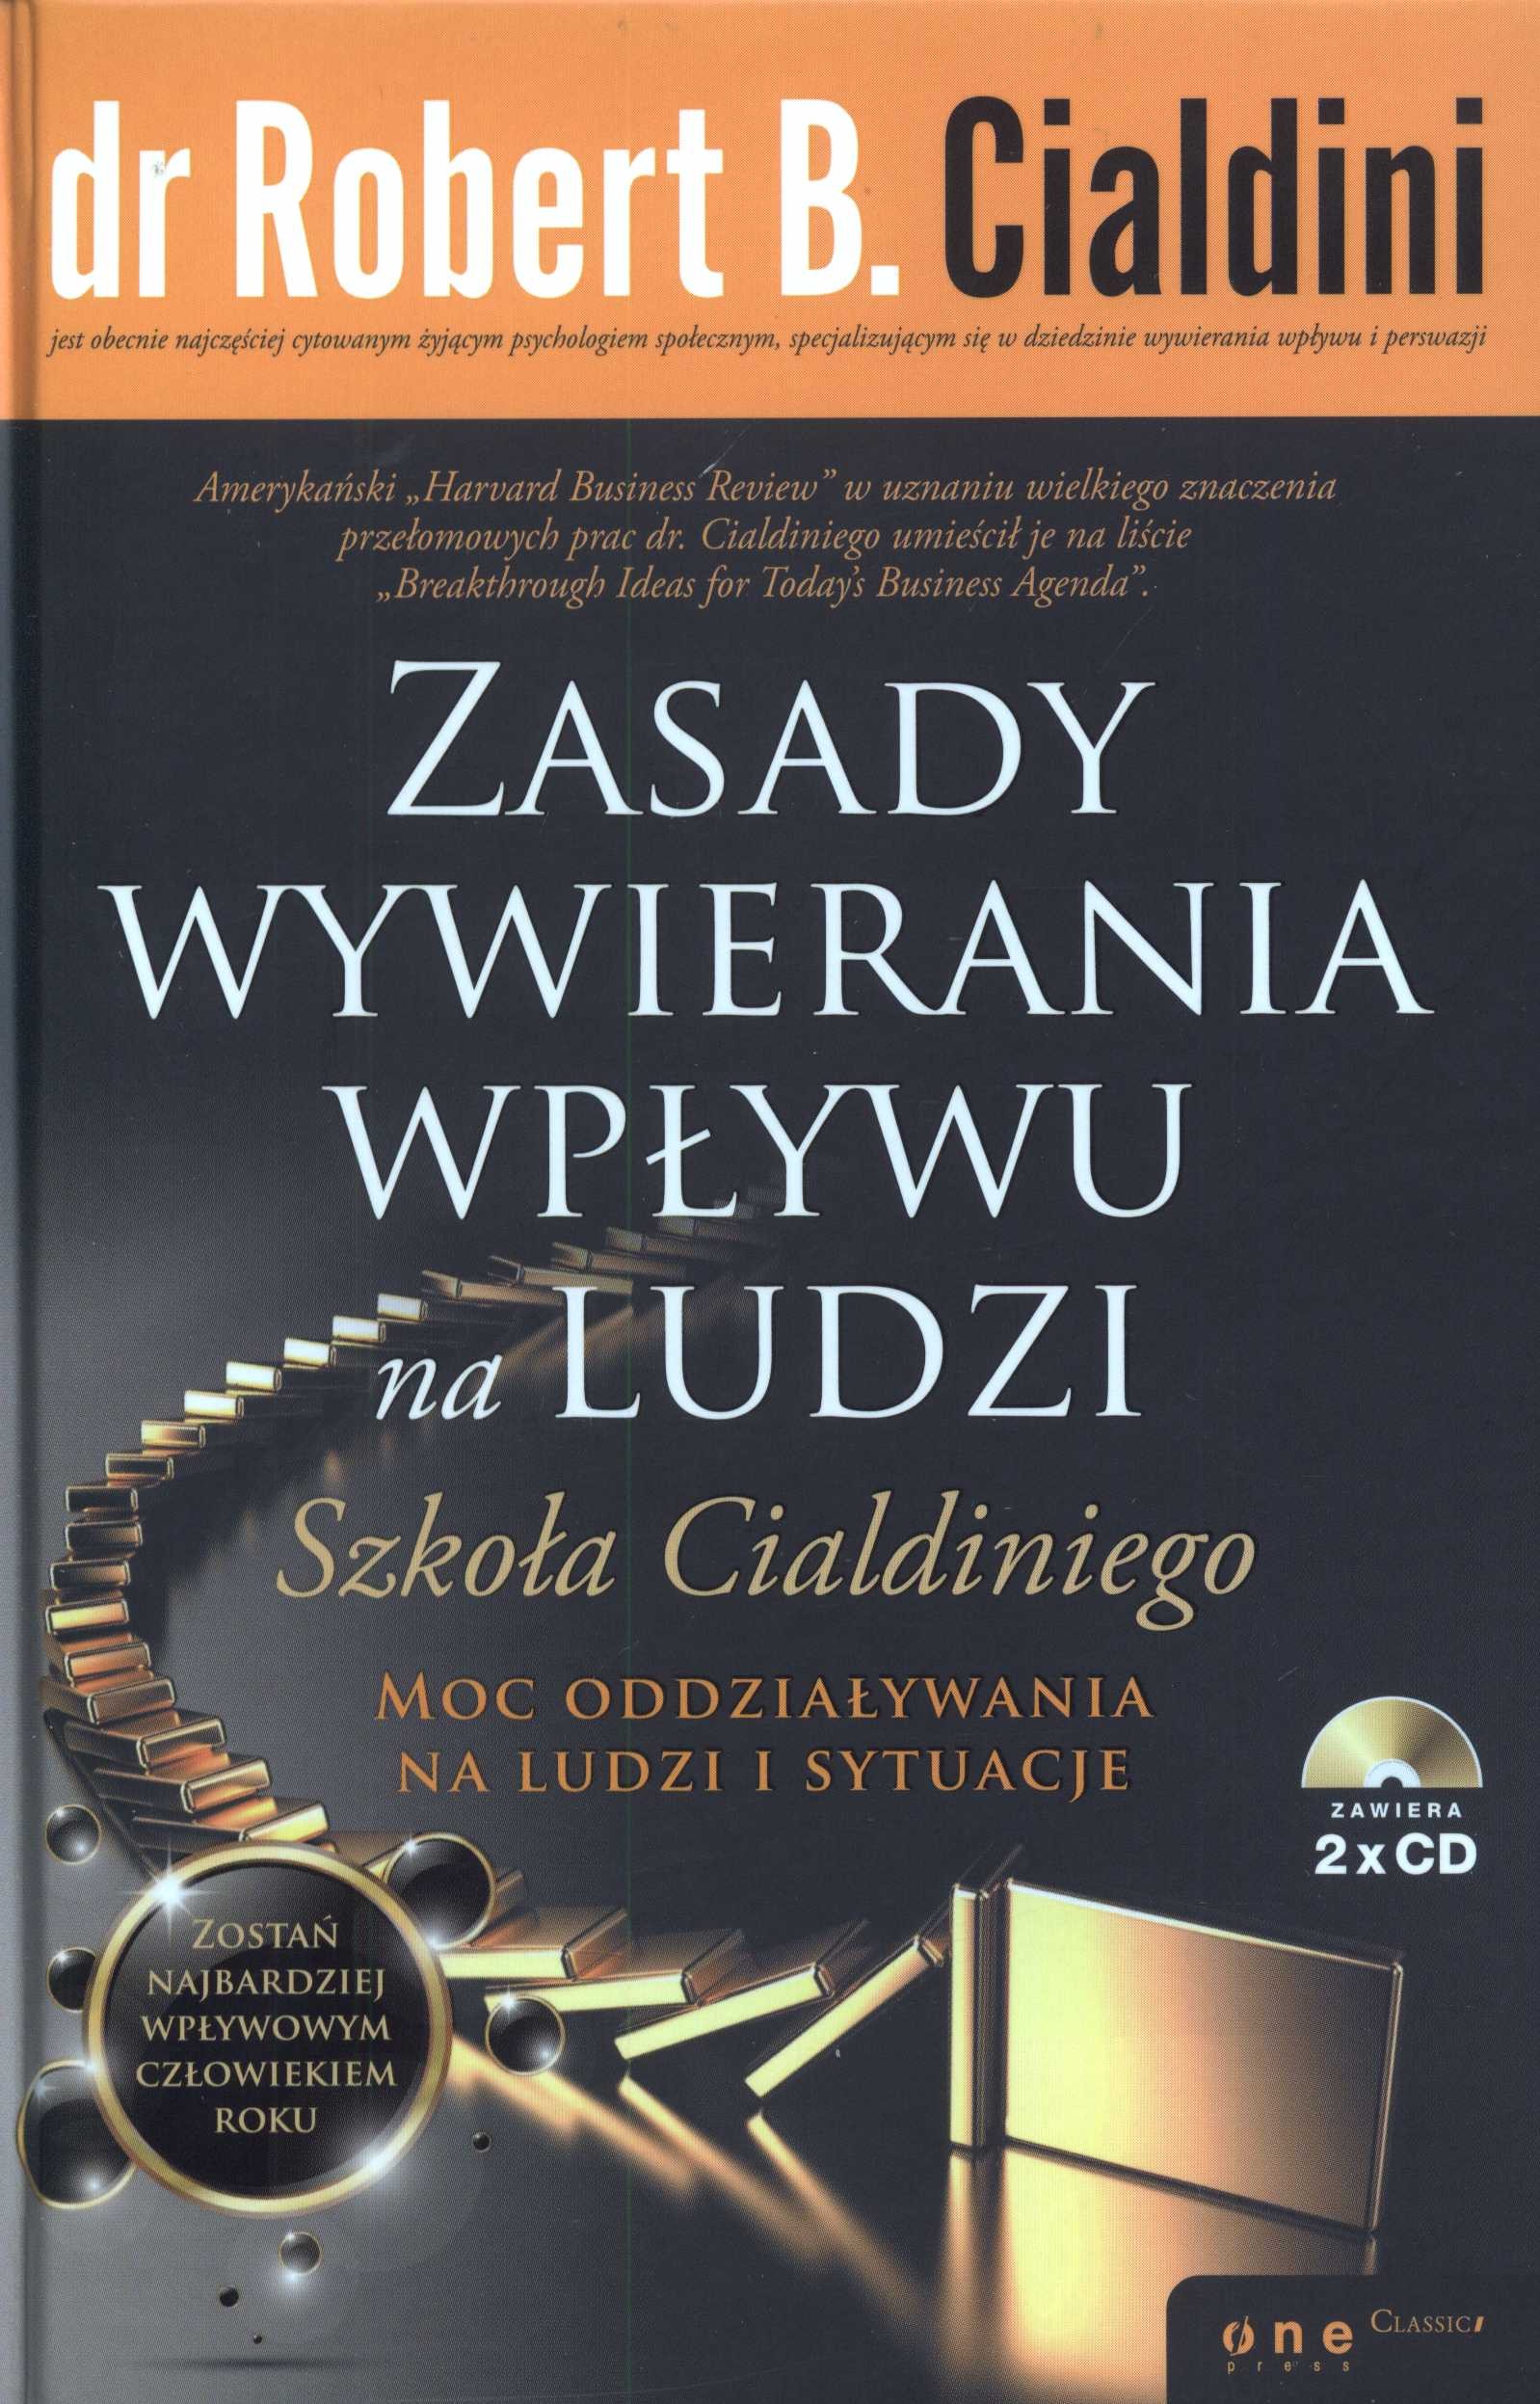 dr Robert B. Cialdini
jest obecnie najczęściej cytowanym żyjącym psychologiem społecznym, specjalizującym się w dziedzinie wywierania wpływu i perswazji
Amerykański „Harvard Business Review” w uznaniu wielkiego znaczenia
przełomowych prac dr. Cialdiniego umieścił je na liście
„Breakthrough Ideas for Today's Business Agenda”.
ZASADY
WYWIERANIA
WPŁYWU
na LUDZI
Szkoła Cialdiniego
MOC ODDZIAŁYWANIA
NA LUDZI I SYTUACJE
ZAWIERA
2 x CD
ZOSTAŃ
NAJBARDZIEJ
WPŁYWOWYM
CZŁOWIEKIEM
ROKU
one
press
CLASSIC